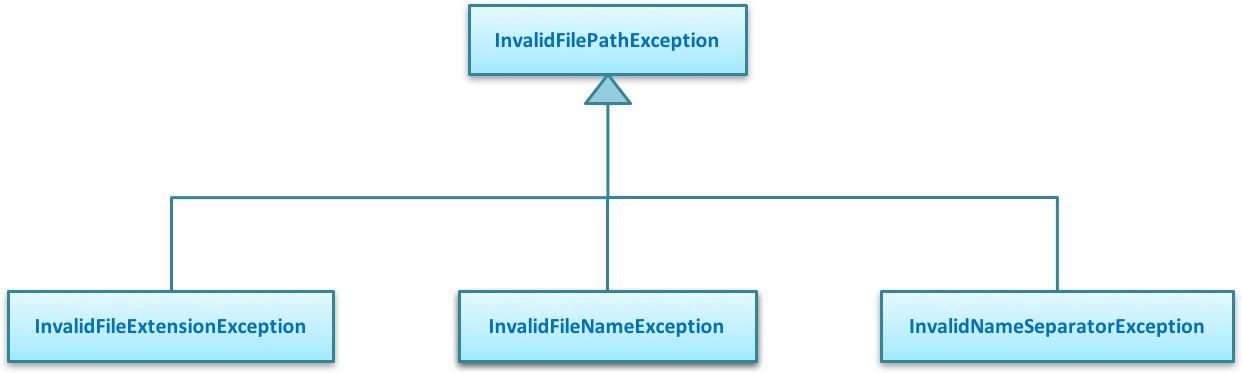 InvalidFilePathException
InvalidFileExtensionException
InvalidFileNameException
InvalidNameSeparatorException